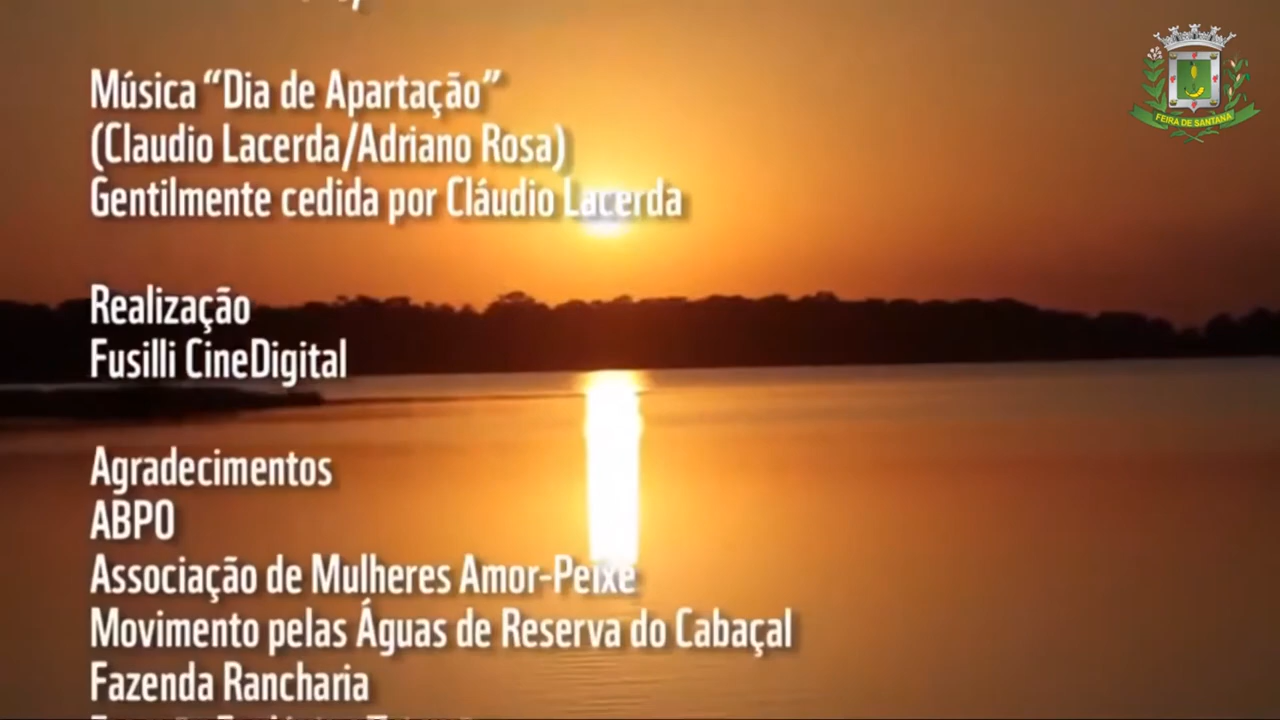 Música “Dia de Apartação”
(Claudio Lacerda/Adriano Rosa)
Gentilmente cedida por Cláudio Lacerda
Realização
Fusilli CineDigital
Agradecimentos
ABPO
Associação de Mulheres Amor-Peixe
Movimento pelas Águas de Reserva do Cabaçal
Fazenda Rancharia
FEIRA DE SANTANA